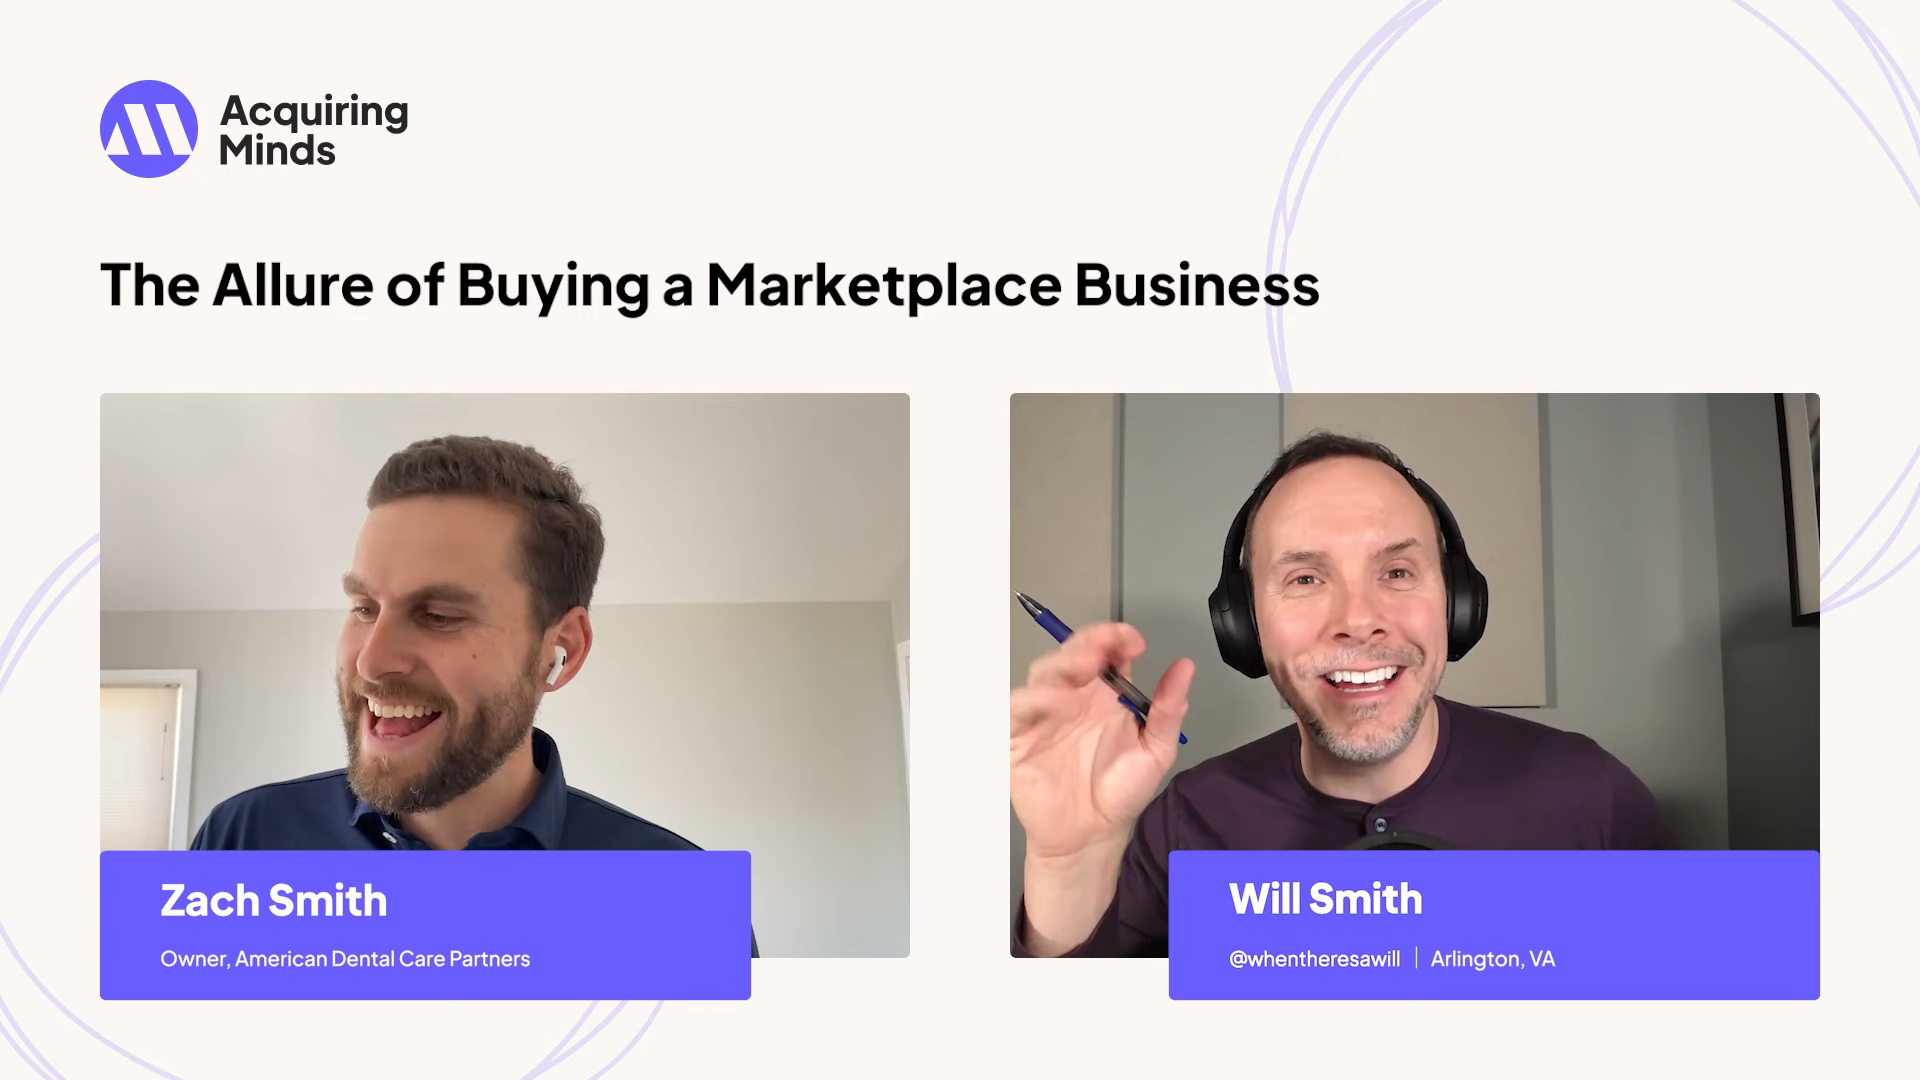 Acquiring
Minds
The Allure of Buying a Marketplace Business
Zach Smith
Owner, American Dental Care Partners
Will Smith
@whentheresawill | Arlington, VA